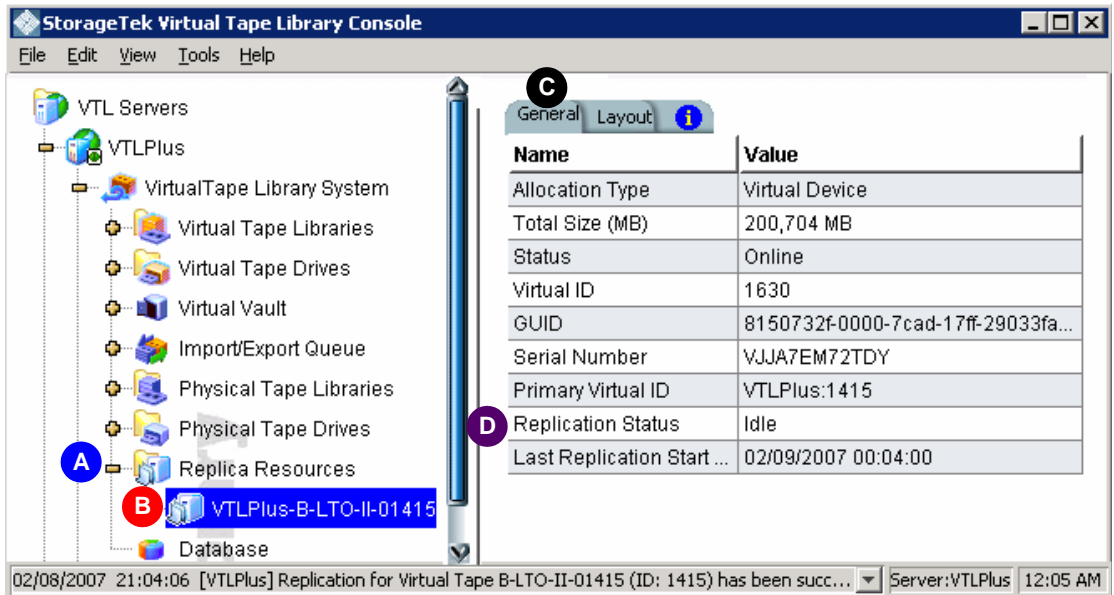 StorageTek Virtual Tape Library Console
File Edit View Tools Help
VTL Servers
VTLPlus
VirtualTape Library System
Virtual Tape Libraries
Virtual Tape Drives
Virtual Vault
Import/Export Queue
Physical Tape Libraries
Physical Tape Drives
A Replica Resources
B VTLPlus-B-LTO-II-01415
Database
C
General Layout i
Name Value
Allocation Type Virtual Device
Total Size (MB) 200,704 MB
Status Online
Virtual ID 1630
GUID 8150732f-0000-7cad-17ff-29033fa...
Serial Number VJJA7EM72TDY
Primary Virtual ID VTLPlus:1415
D Replication Status Idle
Last Replication Start ... 02/09/2007 00:04:00
02/08/2007 21:04:06 [VTLPlus] Replication for Virtual Tape B-LTO-II-01415 (ID: 1415) has been succ... Server:VTLPlus 12:05 AM